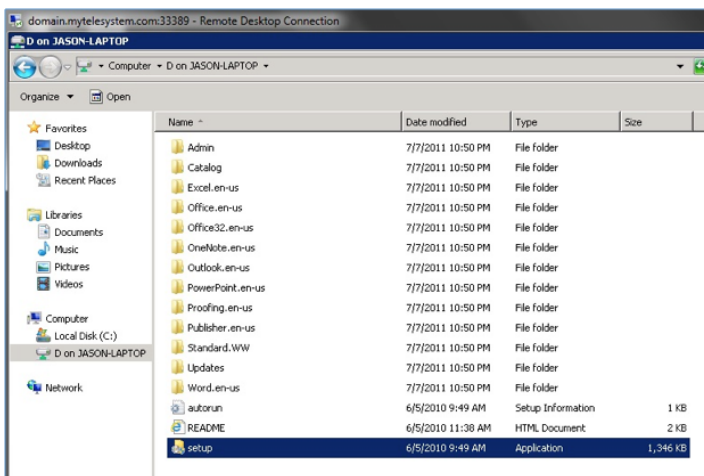 domain.mytelesystem.com:33389 - Remote Desktop Connection
D on JASON-LAPTOP
Computer D on JASON-LAPTOP
Organize Open
Favorites
Desktop
Downloads
Recent Places
Libraries
Documents
Music
Pictures
Videos
Computer
Local Disk (C:)
D on JASON-LAPTOP
Network
Name Date modified Type Size
Admin 7/7/2011 10:50 PM File folder
Catalog 7/7/2011 10:50 PM File folder
Excel.en-us 7/7/2011 10:50 PM File folder
Office.en-us 7/7/2011 10:50 PM File folder
Office32.en-us 7/7/2011 10:50 PM File folder
OneNote.en-us 7/7/2011 10:50 PM File folder
Outlook.en-us 7/7/2011 10:50 PM File folder
PowerPoint.en-us 7/7/2011 10:50 PM File folder
Proofing.en-us 7/7/2011 10:50 PM File folder
Publisher.en-us 7/7/2011 10:50 PM File folder
Standard.WW 7/7/2011 10:50 PM File folder
Updates 7/7/2011 10:50 PM File folder
Word.en-us 7/7/2011 10:50 PM File folder
autorun 6/5/2010 9:49 AM Setup Information 1 KB
README 6/5/2010 11:38 AM HTML Document 2 KB
setup 6/5/2010 9:49 AM Application 1,346 KB